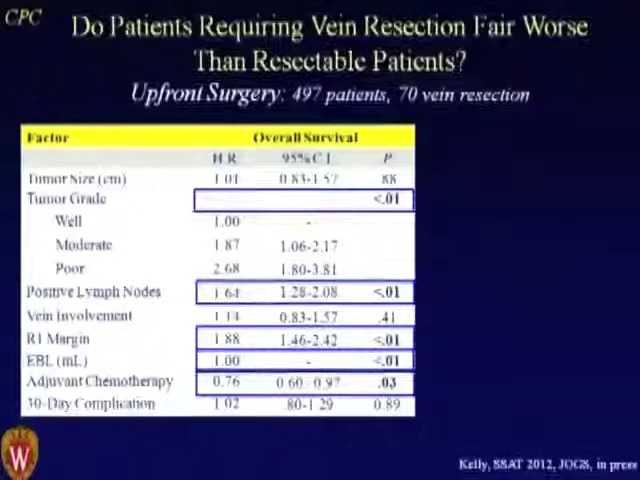 CPC
Do Patients Requiring Vein Resection Fair Worse
Than Resectable Patients?
Upfront Surgery: 497 patients, 70 vein resection
Factor Overall Survival
H R 95% C I P
Tumor Size (cm) 1.01 0.83-1.57 .88
Tumor Grade <.01
Well 1.00 -
Moderate 1.87 1.06-2.17
Poor 2.68 1.80-3.81
Positive Lymph Nodes 1.64 1.28-2.08 <.01
Vein Involvement 1.14 0.83-1.57 .41
R1 Margin 1.88 1.46-2.42 <.01
EBL (mL) 1.00 - <.01
Adjuvant Chemotherapy 0.76 0.60-0.97 .03
30-Day Complication 1.02 .80-1.29 0.89
W
Kelly, SSAT 2012, JOGS, in press